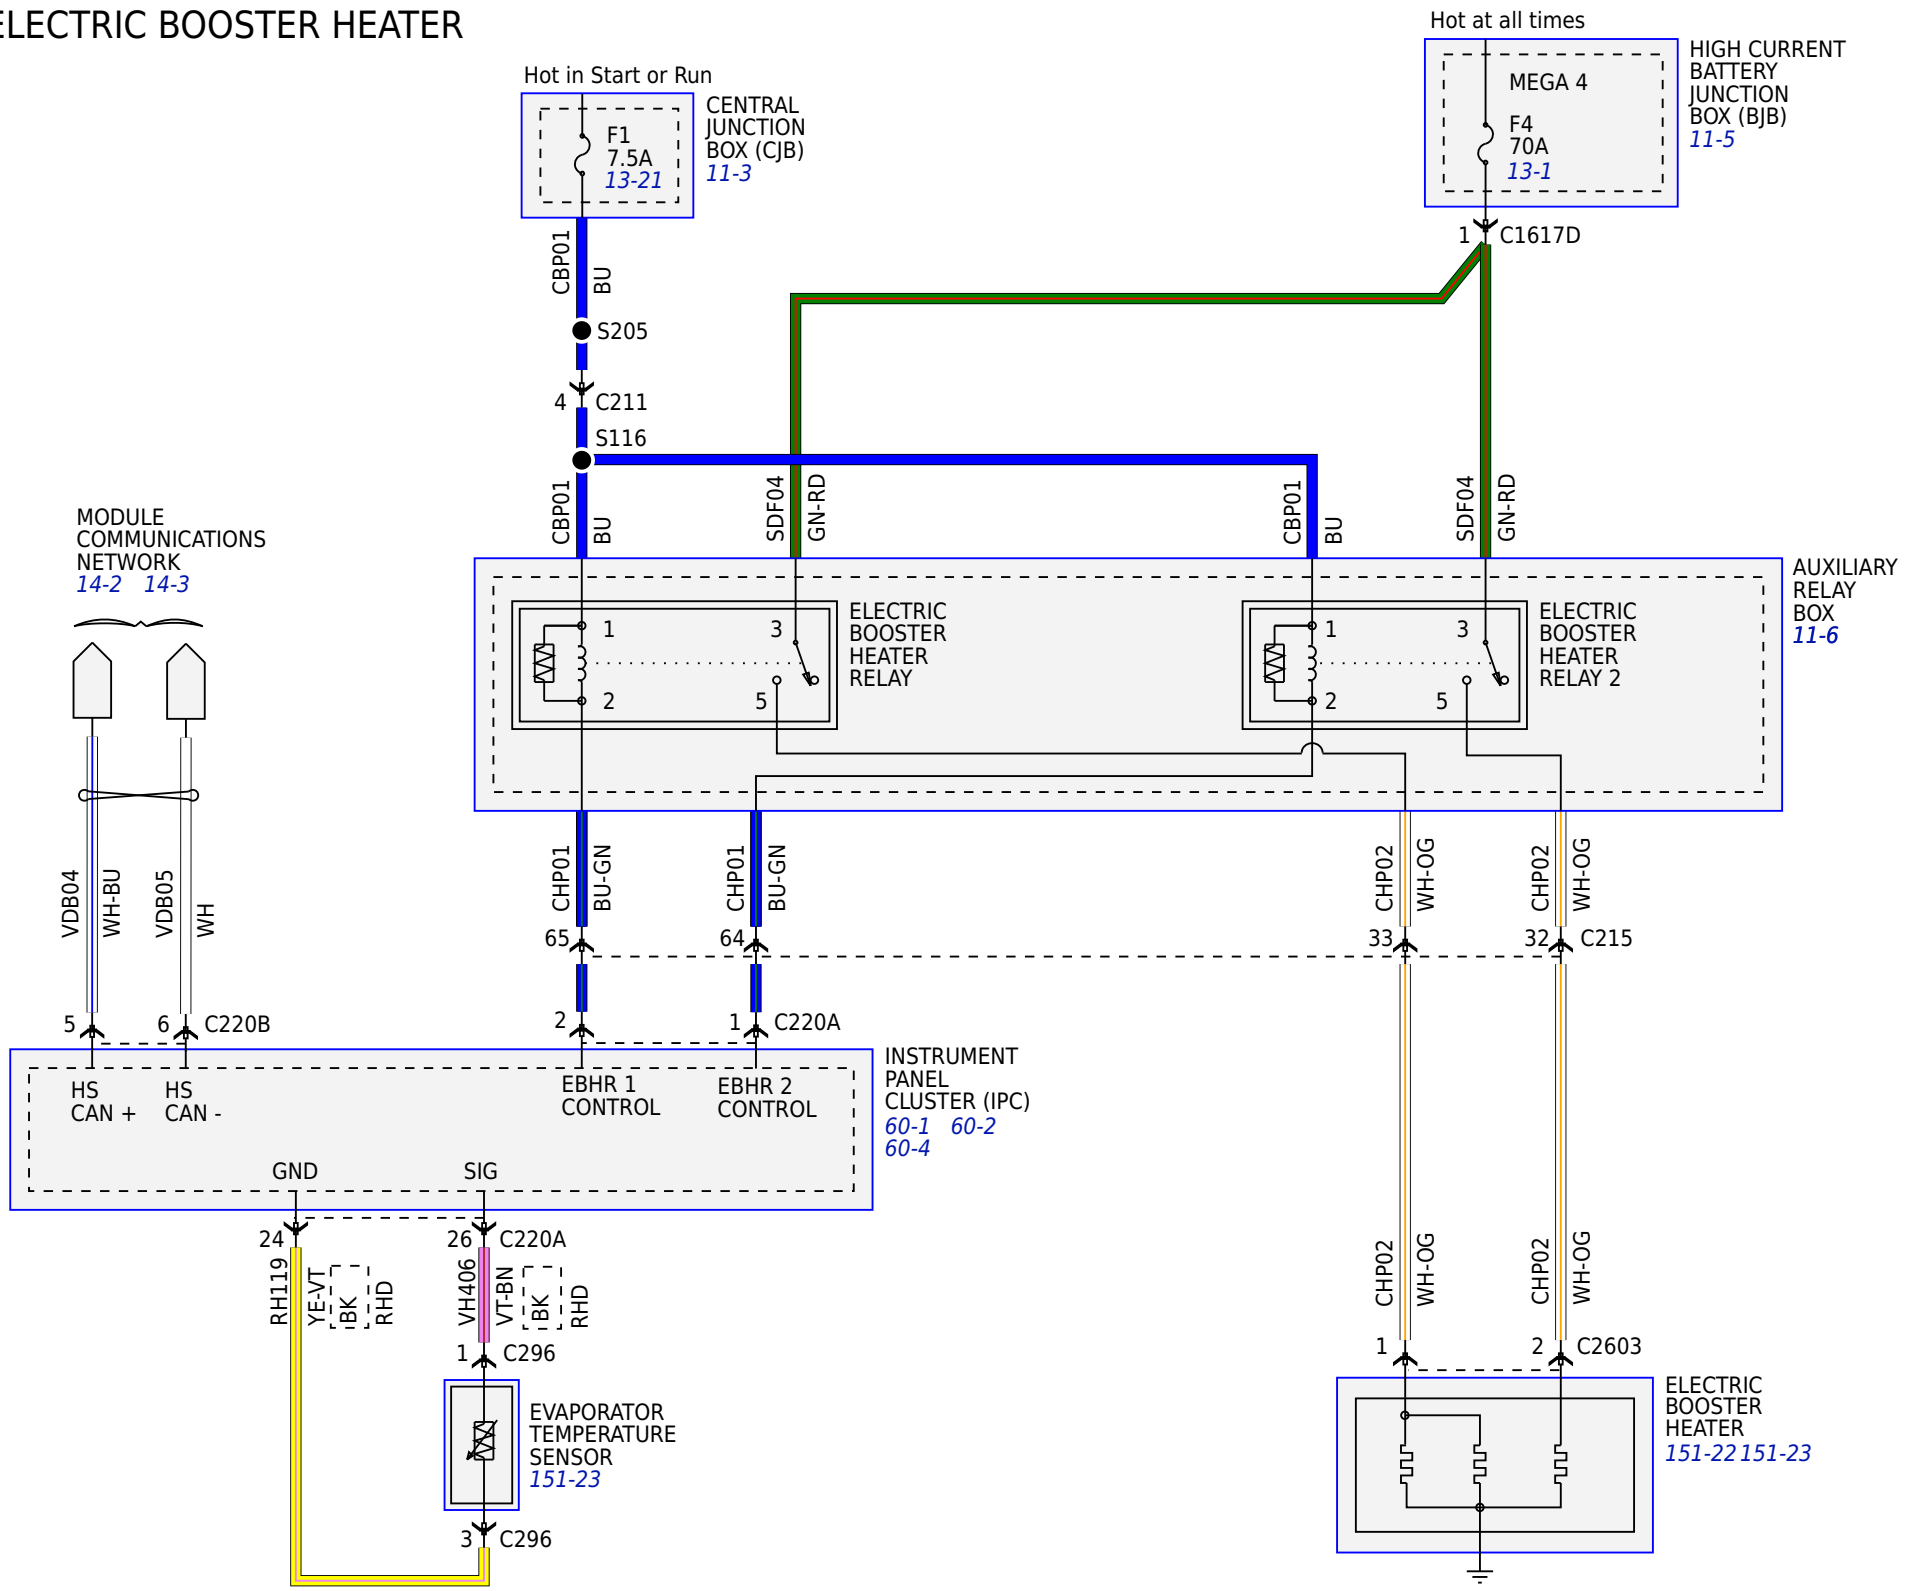 ELECTRIC BOOSTER HEATER
Hot in Start or Run
F1
7.5A
13-21
CENTRAL
JUNCTION
BOX (CJB)
11-3
Hot at all times
MEGA 4
F4
70A
13-1
HIGH CURRENT
BATTERY
JUNCTION
BOX (BJB)
11-5
1 C1617D
CBP01
BU
S205
4 C211
S116
CBP01
BU
SDF04
GN-RD
CBP01
BU
SDF04
GN-RD
MODULE
COMMUNICATIONS
NETWORK
14-2 14-3
AUXILIARY
RELAY
BOX
11-6
1
2
3
5
ELECTRIC
BOOSTER
HEATER
RELAY
1
2
3
5
ELECTRIC
BOOSTER
HEATER
RELAY 2
VDB04
WH-BU
VDB05
WH
CHP01
BU-GN
CHP01
BU-GN
CHP02
WH-OG
CHP02
WH-OG
65
64
33
32 C215
5
6 C220B
2
1 C220A
HS
CAN +
HS
CAN -
EBHR 1
CONTROL
EBHR 2
CONTROL
GND
SIG
INSTRUMENT
PANEL
CLUSTER (IPC)
60-1 60-2
60-4
24
26 C220A
RH119
YE-VT
BK
RHD
VH406
VT-BN
BK
RHD
CHP02
WH-OG
CHP02
WH-OG
1 C296
EVAPORATOR
TEMPERATURE
SENSOR
151-23
3 C296
1
2 C2603
ELECTRIC
BOOSTER
HEATER
151-22 151-23